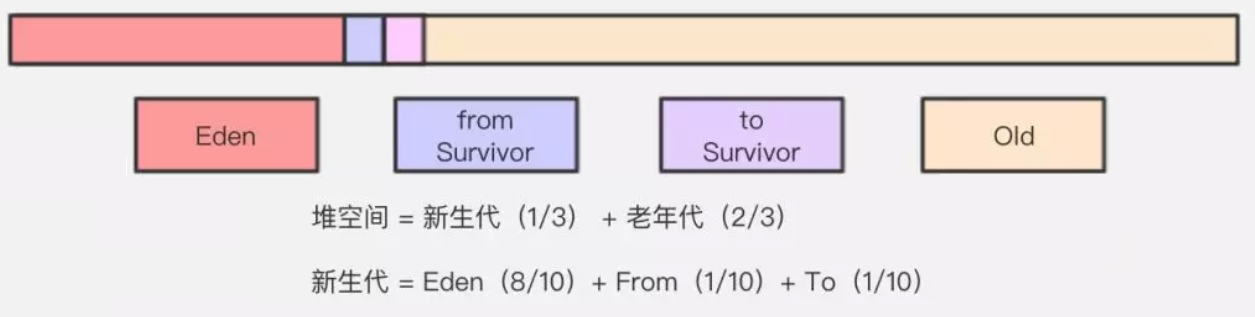 Eden
from
Survivor
to
Survivor
Old
堆空间 = 新生代（1/3） + 老年代（2/3）
新生代 = Eden（8/10）+ From（1/10）+ To（1/10）